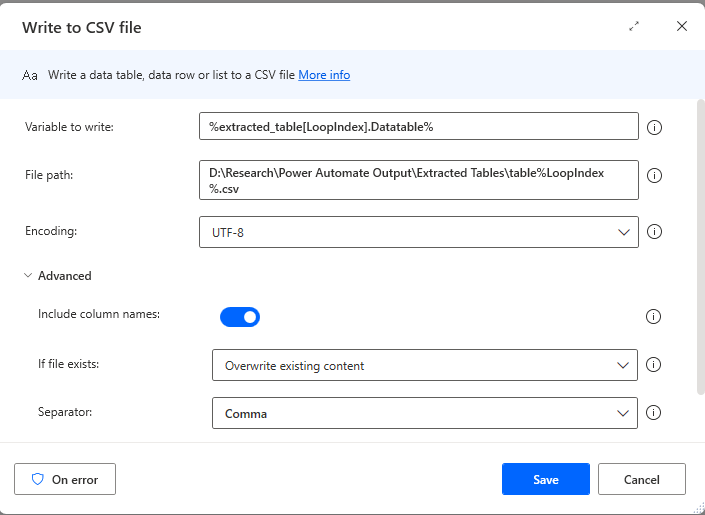 Write to CSV file
Aa Write a data table, data row or list to a CSV file More info
Variable to write: %extracted_table[LoopIndex].Datatable%
File path: D:\Research\Power Automate Output\Extracted Tables\table%LoopIndex
%.csv
Encoding: UTF-8
Advanced
Include column names:
If file exists: Overwrite existing content
Separator: Comma
On error Save Cancel